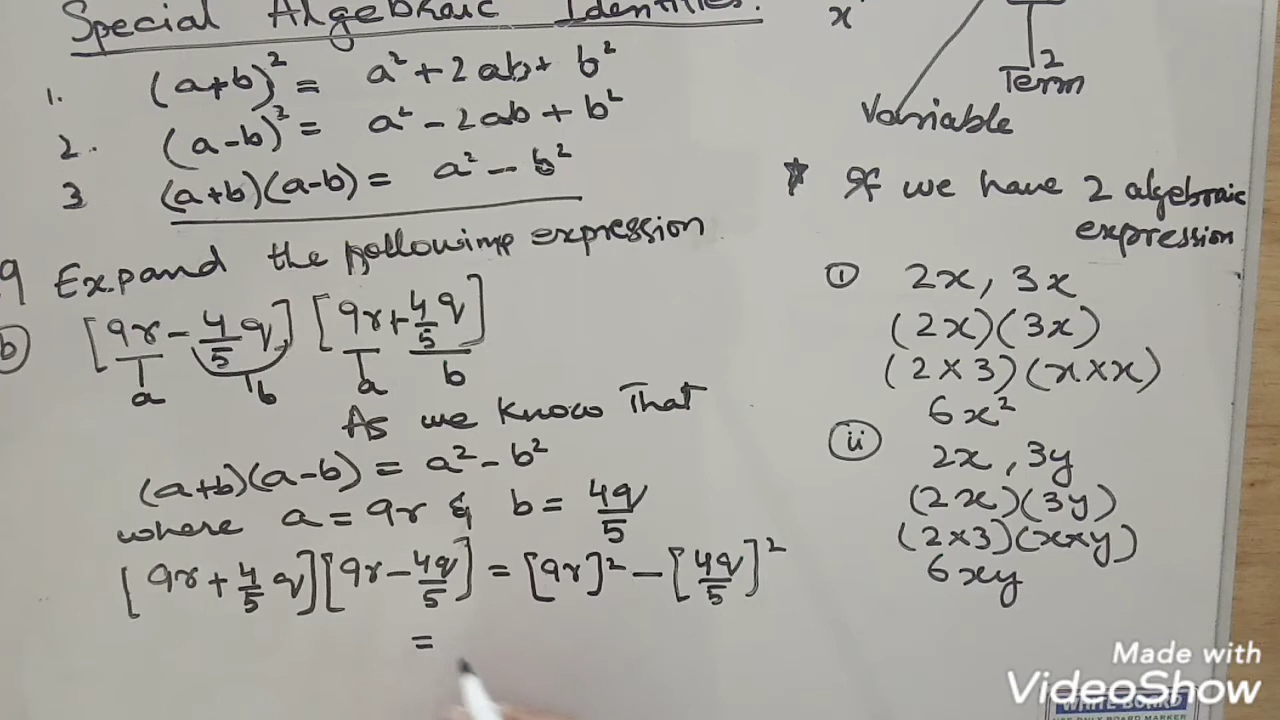 Special Algebraic Identities.
1. (a+b)² = a² + 2ab + b²
2. (a-b)² = a² - 2ab + b²
3 (a+b)(a-b) = a² - b²
9 Expand the following expression
b) [9r - 4/5 q] [9r + 4/5 q]
a b a b
As we know That
(a+b)(a-b) = a² - b²
where a = 9r & b = 4q/5
[9r + 4/5 q][9r - 4q/5] = [9r]² - [4q/5]²
=
x
2
Term
Variable
* If we have 2 algebraic
expression
i 2x, 3x
(2x)(3x)
(2×3)(x×x)
6x²
ii 2x, 3y
(2x)(3y)
(2×3)(x×y)
6xy
Made with
VideoShow
WHITE BOARD